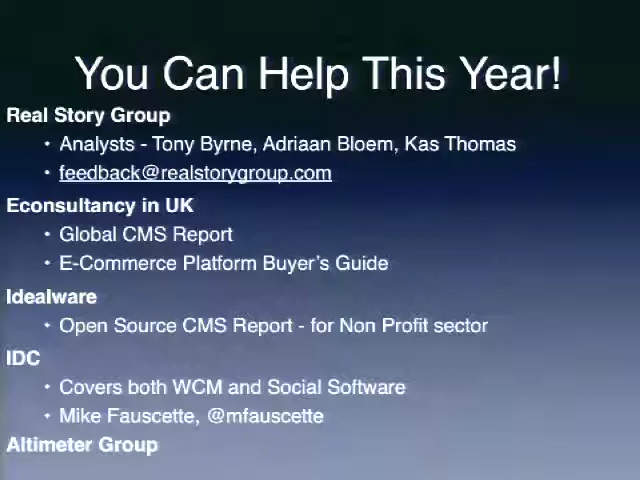 You Can Help This Year!
Real Story Group
• Analysts - Tony Byrne, Adriaan Bloem, Kas Thomas
• feedback@realstorygroup.com
Econsultancy in UK
• Global CMS Report
• E-Commerce Platform Buyer's Guide
Idealware
• Open Source CMS Report - for Non Profit sector
IDC
• Covers both WCM and Social Software
• Mike Fauscette, @mfauscette
Altimeter Group